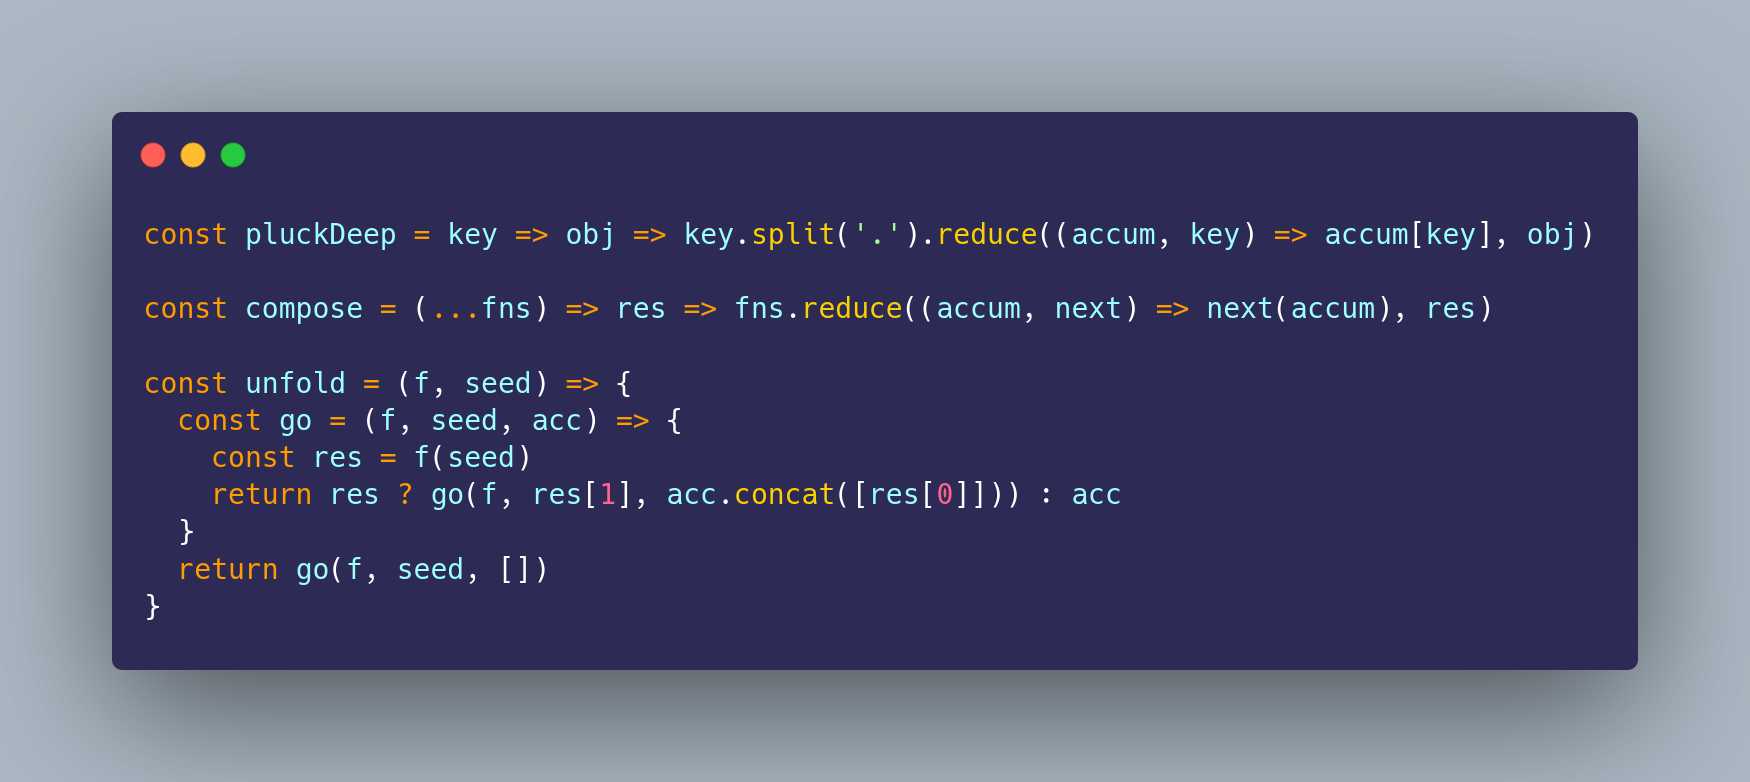 const pluckDeep = key => obj => key.split('.').reduce((accum, key) => accum[key], obj)

const compose = (...fns) => res => fns.reduce((accum, next) => next(accum), res)

const unfold = (f, seed) => {
  const go = (f, seed, acc) => {
    const res = f(seed)
    return res ? go(f, res[1], acc.concat([res[0]])) : acc
  }
  return go(f, seed, [])
}